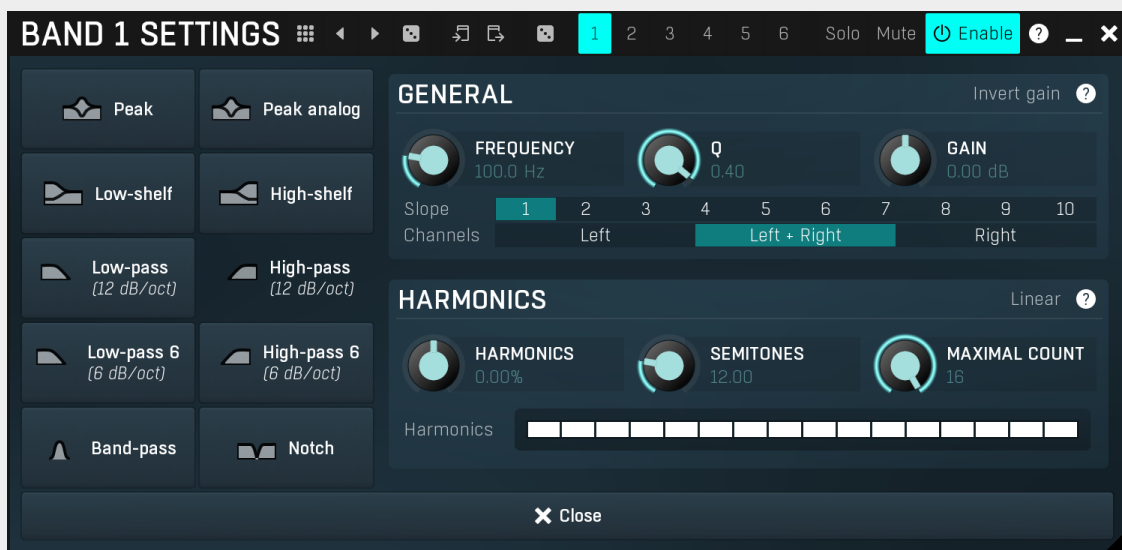 BAND 1 SETTINGS 1 2 3 4 5 6 Solo Mute Enable ?
Peak
Peak analog
Low-shelf
High-shelf
Low-pass
(12 dB/oct)
High-pass
(12 dB/oct)
Low-pass 6
(6 dB/oct)
High-pass 6
(6 dB/oct)
Band-pass
Notch
GENERAL Invert gain ?
FREQUENCY
100.0 Hz
Q
0.40
GAIN
0.00 dB
Slope 1 2 3 4 5 6 7 8 9 10
Channels Left Left + Right Right
HARMONICS Linear ?
HARMONICS
0.00%
SEMITONES
12.00
MAXIMAL COUNT
16
Harmonics
Close